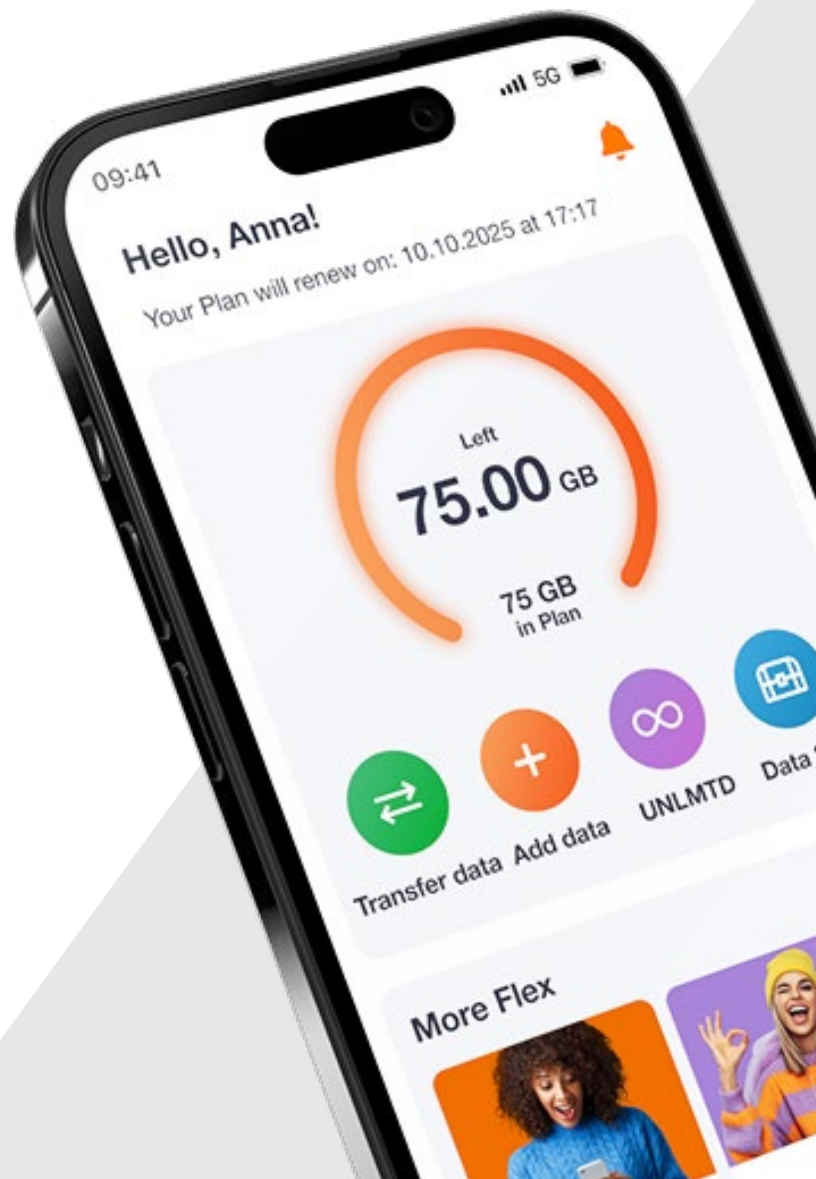 09:41
5G
Hello, Anna!
Your Plan will renew on: 10.10.2025 at 17:17
Left
75.00 GB
75 GB
in Plan
Transfer data
Add data
UNLMTD
Data
More Flex